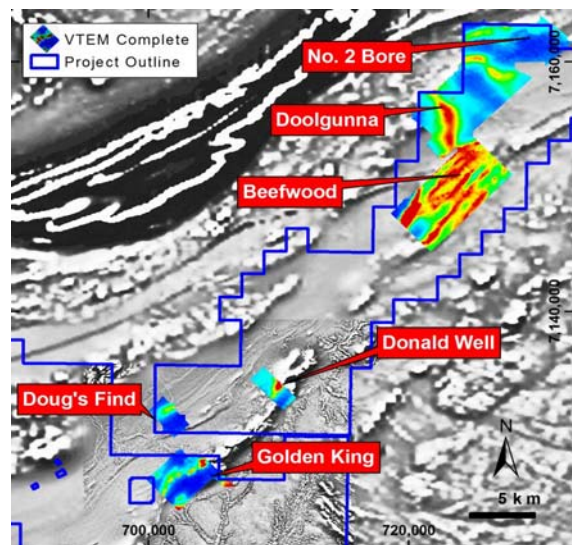 VTEM Complete
Project Outline
No. 2 Bore
7,160,000
Doolgunna
Beefwood
7,140,000
Donald Well
Doug's Find
Golden King
N
5 km
700,000
720,000